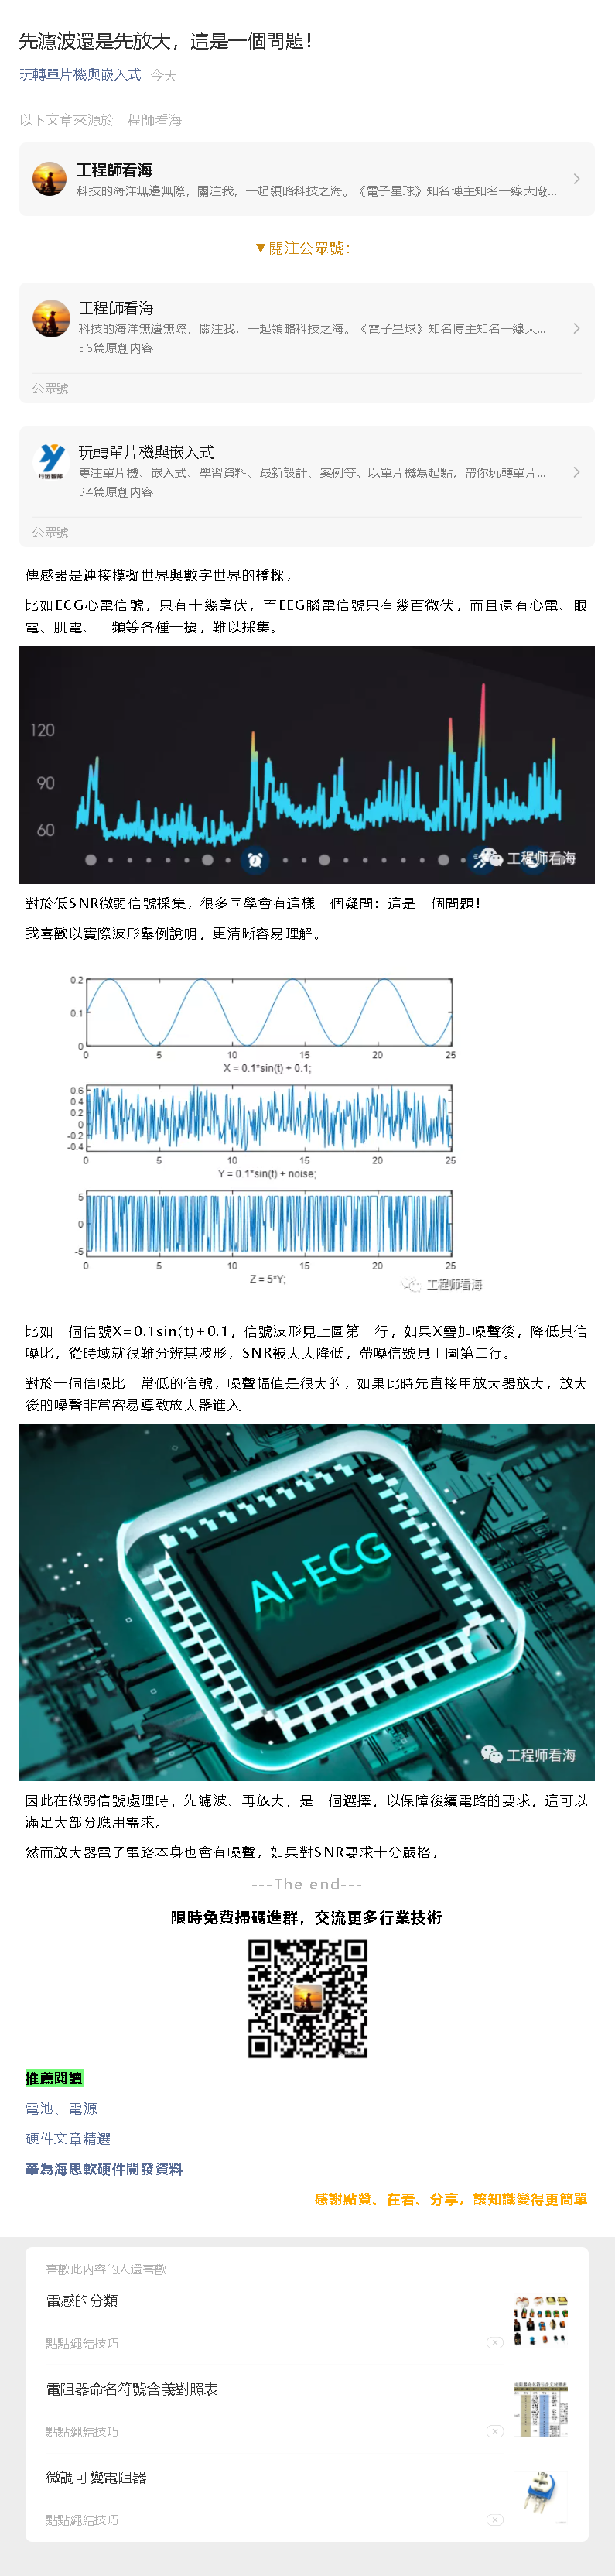 先濾波還是先放大，這是一個問題！
玩轉單片機與嵌入式 今天
以下文章來源於工程師看海
工程師看海
科技的海洋無邊無際，關注我，一起領略科技之海。《電子星球》知名博主知名一線大廠...
▼關注公眾號：
工程師看海
科技的海洋無邊無際，關注我，一起領略科技之海。《電子星球》知名博主知名一線大...
56篇原創内容
公眾號
玩轉單片機與嵌入式
專注單片機、嵌入式、學習資料、最新設計、案例等。以單片機為起點，帶你玩轉單片...
34篇原創内容
公眾號
傳感器是連接模擬世界與數字世界的橋樑，
比如ECG心電信號，只有十幾毫伏，而EEG腦電信號只有幾百微伏，而且還有心電、眼
電、肌電、工頻等各種干擾，難以採集。
120
90
60
工程师看海
對於低SNR微弱信號採集，很多同學會有這樣一個疑問：這是一個問題！
我喜歡以實際波形舉例說明，更清晰容易理解。
0.2
0.1
0
0 5 10 15 20 25
X = 0.1*sin(t) + 0.1;
0.6
0.4
0.2
0
-0.2
-0.4
0 5 10 15 20 25
Y = 0.1*sin(t) + noise;
5
0
-5
0 5 10 15 20 25
Z = 5*Y;
工程师看海
比如一個信號X=0.1sin(t)+0.1，信號波形見上圖第一行，如果X疊加噪聲後，降低其信
噪比，從時域就很難分辨其波形，SNR被大大降低，帶噪信號見上圖第二行。
對於一個信噪比非常低的信號，噪聲幅值是很大的，如果此時先直接用放大器放大，放大
後的噪聲非常容易導致放大器進入
AI-ECG
工程师看海
因此在微弱信號處理時，先濾波、再放大，是一個選擇，以保障後續電路的要求，這可以
滿足大部分應用需求。
然而放大器電子電路本身也會有噪聲，如果對SNR要求十分嚴格，
---The end---
限時免費掃碼進群，交流更多行業技術
推薦閱讀
電池、電源
硬件文章精選
華為海思軟硬件開發資料
感謝點贊、在看、分享，讓知識變得更簡單
喜歡此内容的人還喜歡
電感的分類
點點繩結技巧
電阻器命名符號含義對照表
點點繩結技巧
微調可變電阻器
點點繩結技巧